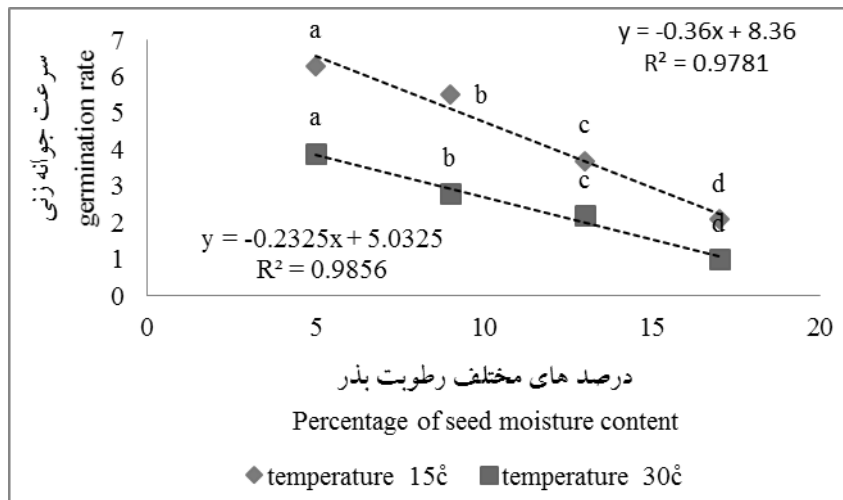 y = -0.36x + 8.36
R² = 0.9781
a
b
c
d
a
b
c
d
y = -0.2325x + 5.0325
R² = 0.9856
7
6
5
4
3
2
1
0
0 5 10 15 20
سرعت جوانه زنی
germination rate
درصد های مختلف رطوبت بذر
Percentage of seed moisture content
temperature 15c̊ temperature 30c̊